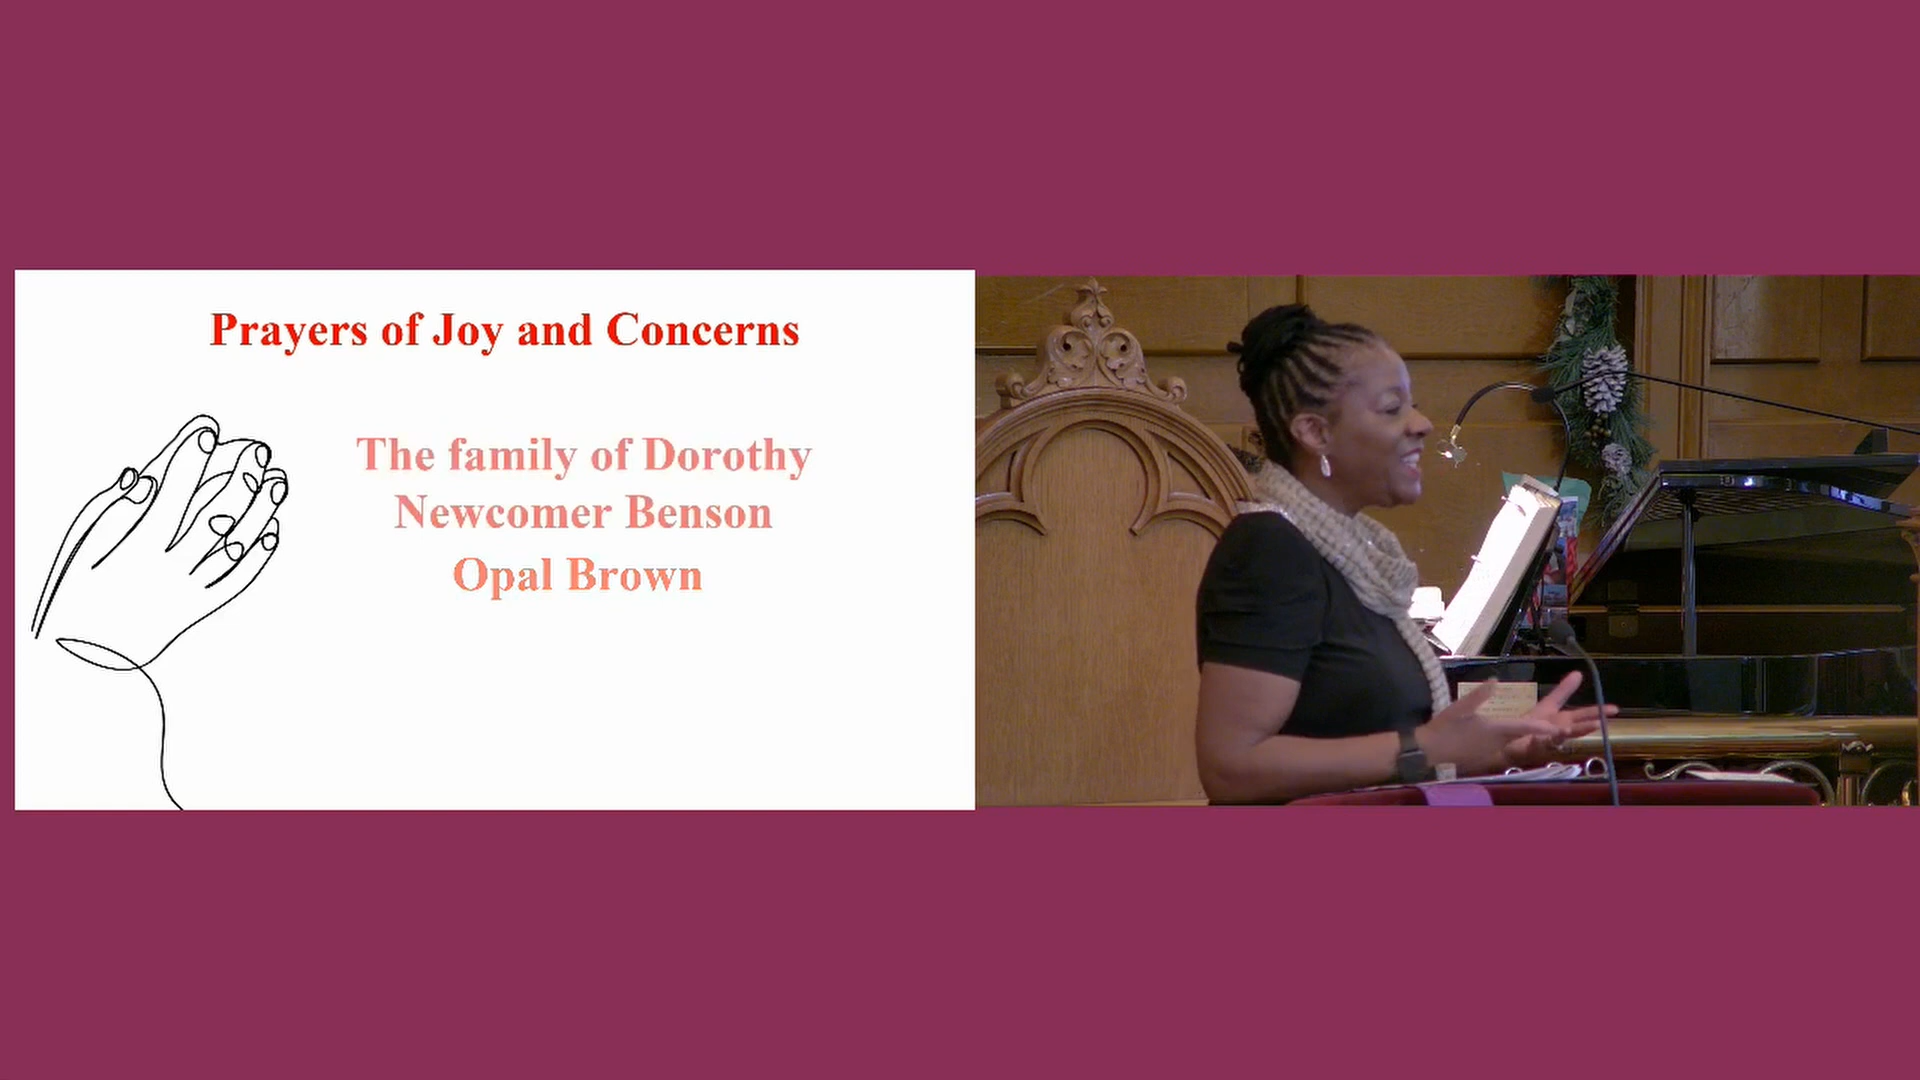 Prayers of Joy and Concerns
The family of Dorothy
Newcomer Benson
Opal Brown